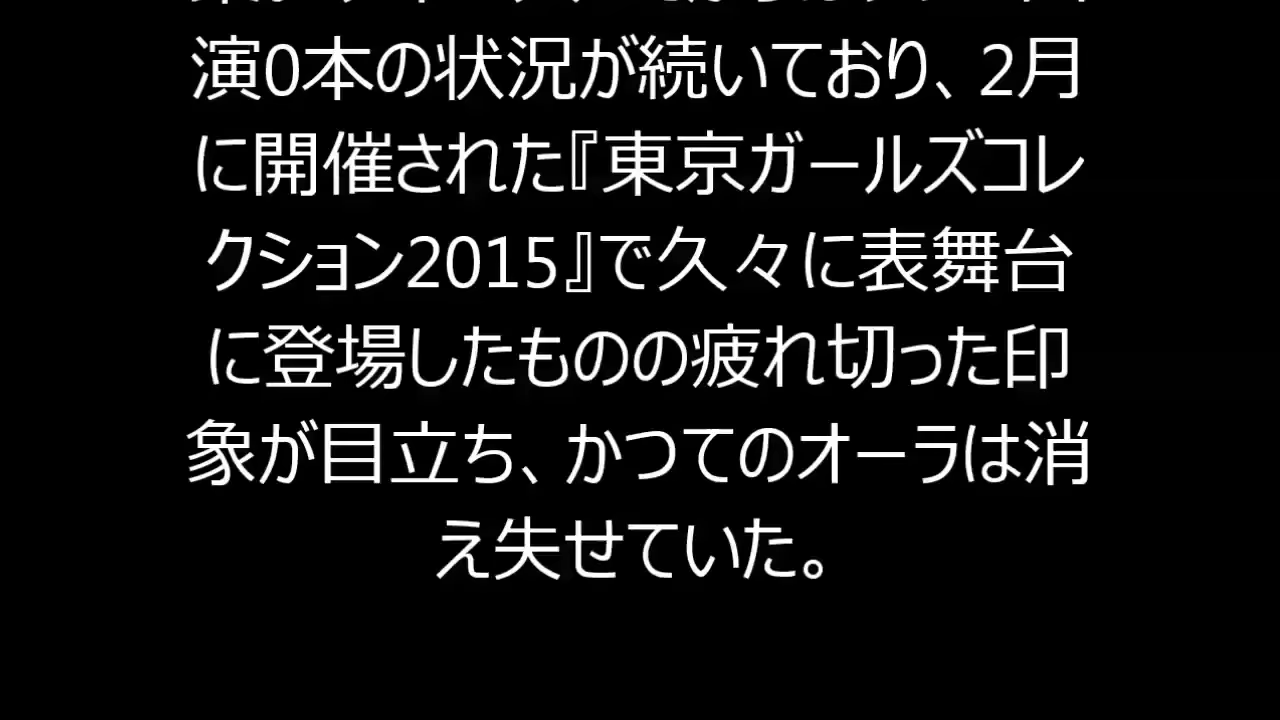 演0本の状況が続いており、2月
に開催された『東京ガールズコレ
クション2015』で久々に表舞台
に登場したものの疲れ切った印
象が目立ち、かつてのオーラは消
え失せていた。